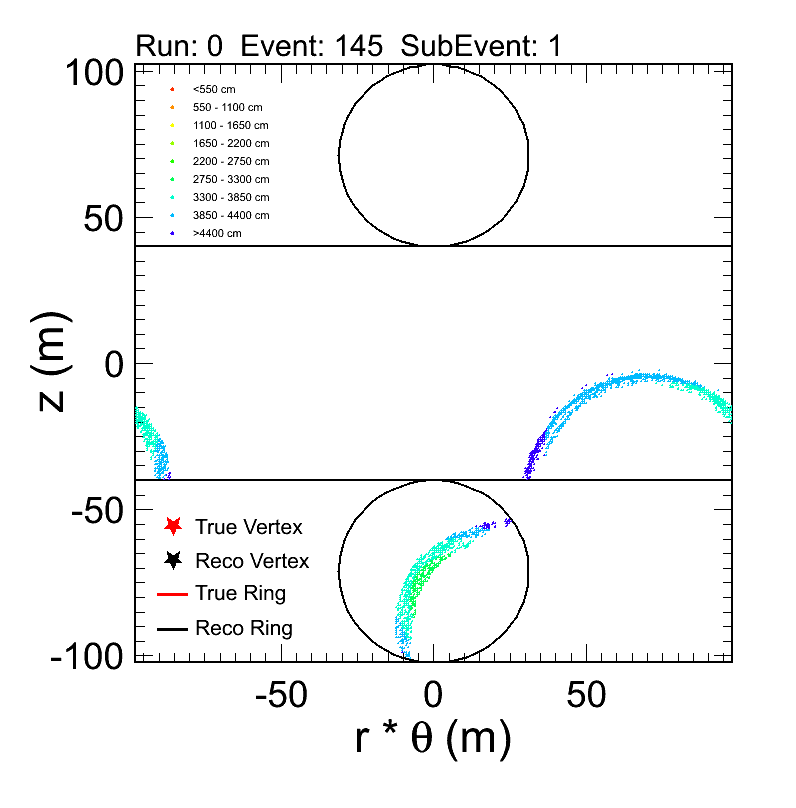 Run: 0 Event: 145 SubEvent: 1
100
<550 cm
550 - 1100 cm
1100 - 1650 cm
1650 - 2200 cm
2200 - 2750 cm
2750 - 3300 cm
3300 - 3850 cm
3850 - 4400 cm
>4400 cm
50
0
z (m)
-50
True Vertex
Reco Vertex
True Ring
Reco Ring
-100
-50 0 50
r * θ (m)